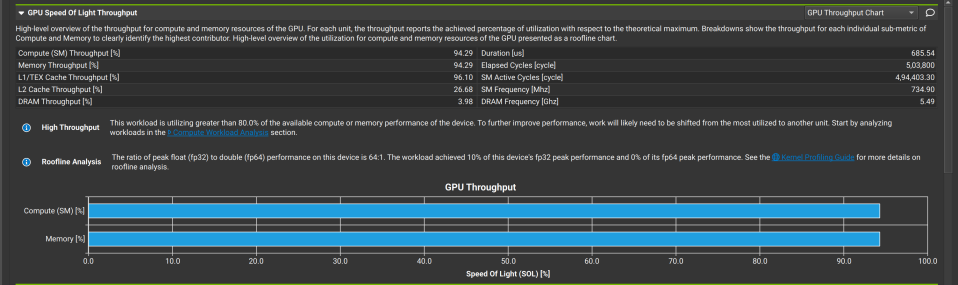 GPU Speed Of Light Throughput GPU Throughput Chart
High-level overview of the throughput for compute and memory resources of the GPU. For each unit, the throughput reports the achieved percentage of utilization with respect to the theoretical maximum. Breakdowns show the throughput for each individual sub-metric of
Compute and Memory to clearly identify the highest contributor. High-level overview of the utilization for compute and memory resources of the GPU presented as a roofline chart.
Compute (SM) Throughput [%] 94.29 Duration [us] 685.54
Memory Throughput [%] 94.29 Elapsed Cycles [cycle] 5,03,800
L1/TEX Cache Throughput [%] 96.10 SM Active Cycles [cycle] 4,94,403.30
L2 Cache Throughput [%] 26.68 SM Frequency [Mhz] 734.90
DRAM Throughput [%] 3.98 DRAM Frequency [Ghz] 5.49
High Throughput This workload is utilizing greater than 80.0% of the available compute or memory performance of the device. To further improve performance, work will likely need to be shifted from the most utilized to another unit. Start by analyzing
workloads in the Compute Workload Analysis section.
Roofline Analysis The ratio of peak float (fp32) to double (fp64) performance on this device is 64:1. The workload achieved 10% of this device's fp32 peak performance and 0% of its fp64 peak performance. See the Kernel Profiling Guide for more details on
roofline analysis.
GPU Throughput
Compute (SM) [%]
Memory [%]
0.0 10.0 20.0 30.0 40.0 50.0 60.0 70.0 80.0 90.0 100.0
Speed Of Light (SOL) [%]